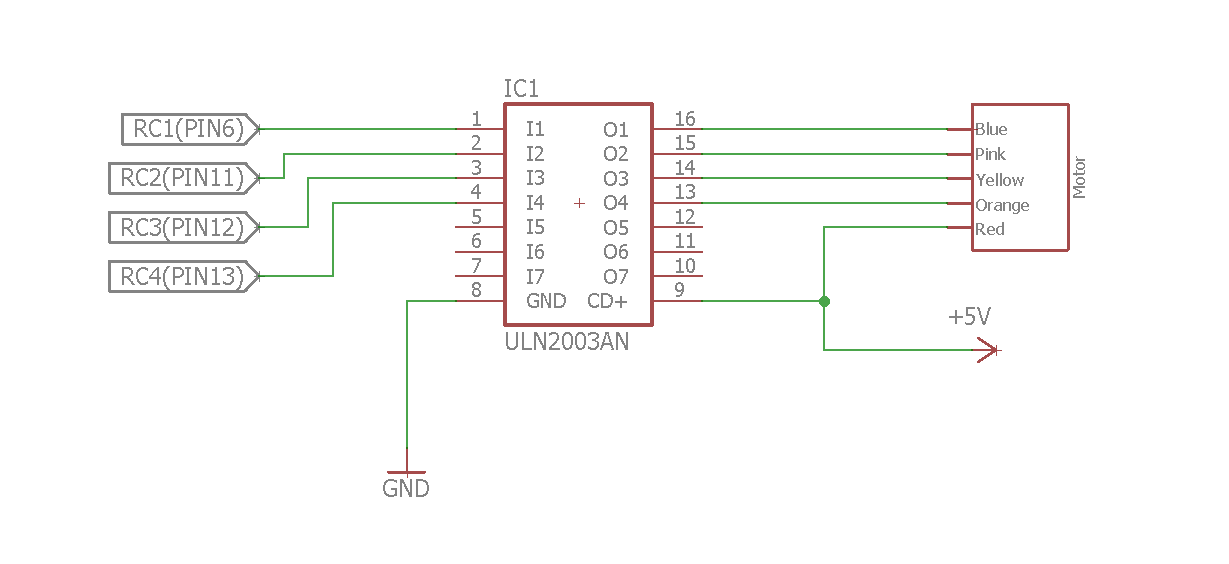 IC1
RC1(PIN6)
RC2(PIN11)
RC3(PIN12)
RC4(PIN13)
1 I1 O1 16
2 I2 O2 15
3 I3 O3 14
4 I4 O4 13
5 I5 O5 12
6 I6 O6 11
7 I7 O7 10
8 GND CD+ 9
ULN2003AN
Blue
Pink
Yellow
Orange
Red
Motor
+5V
GND